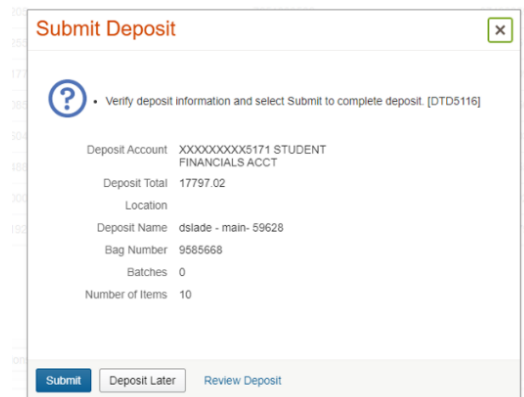 Submit Deposit
• Verify deposit information and select Submit to complete deposit. [DTD5116]
Deposit Account XXXXXXXXX5171 STUDENT
FINANCIALS ACCT
Deposit Total 17797.02
Location
Deposit Name dslade - main- 59628
Bag Number 9585668
Batches 0
Number of Items 10
Submit Deposit Later Review Deposit